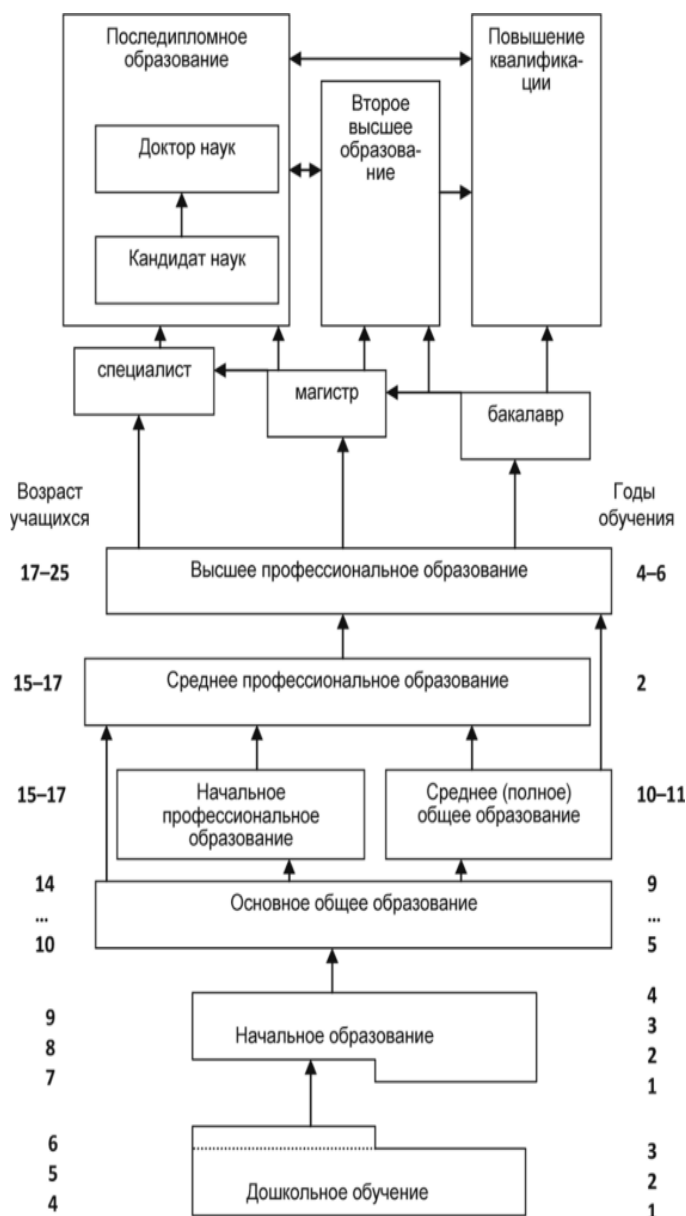 Последипломное
образование
Повышение
квалифика-
ции
Второе
высшее
образова-
ние
Доктор наук
Кандидат наук
специалист
магистр
бакалавр
Возраст
учащихся
Годы
обучения
17–25
Высшее профессиональное образование
4–6
15–17
Среднее профессиональное образование
2
15–17
Начальное
профессиональное
образование
Среднее (полное)
общее образование
10–11
14
...
10
Основное общее образование
9
...
5
9
8
7
Начальное образование
4
3
2
1
6
5
4
Дошкольное обучение
3
2
1